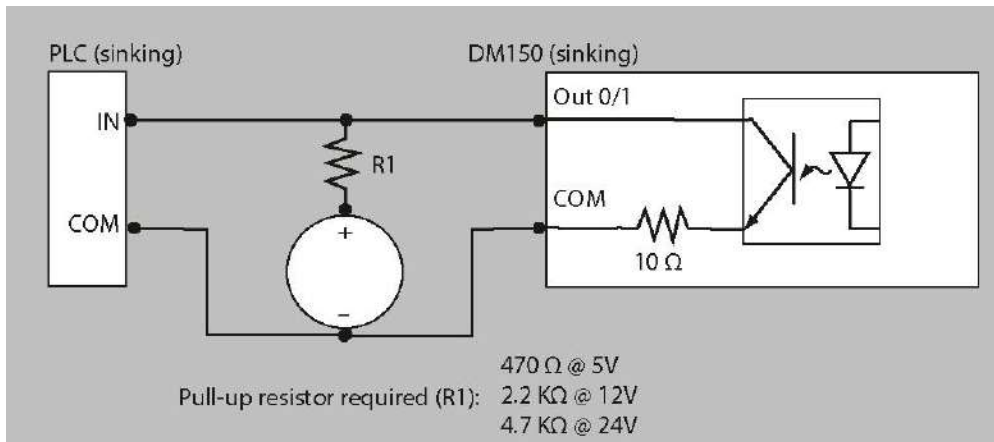 PLC (sinking)
DM150 (sinking)
Out 0/1
IN
R1
COM
COM
+
10 Ω
–
470 Ω @ 5V
Pull-up resistor required (R1): 2.2 KΩ @ 12V
4.7 KΩ @ 24V